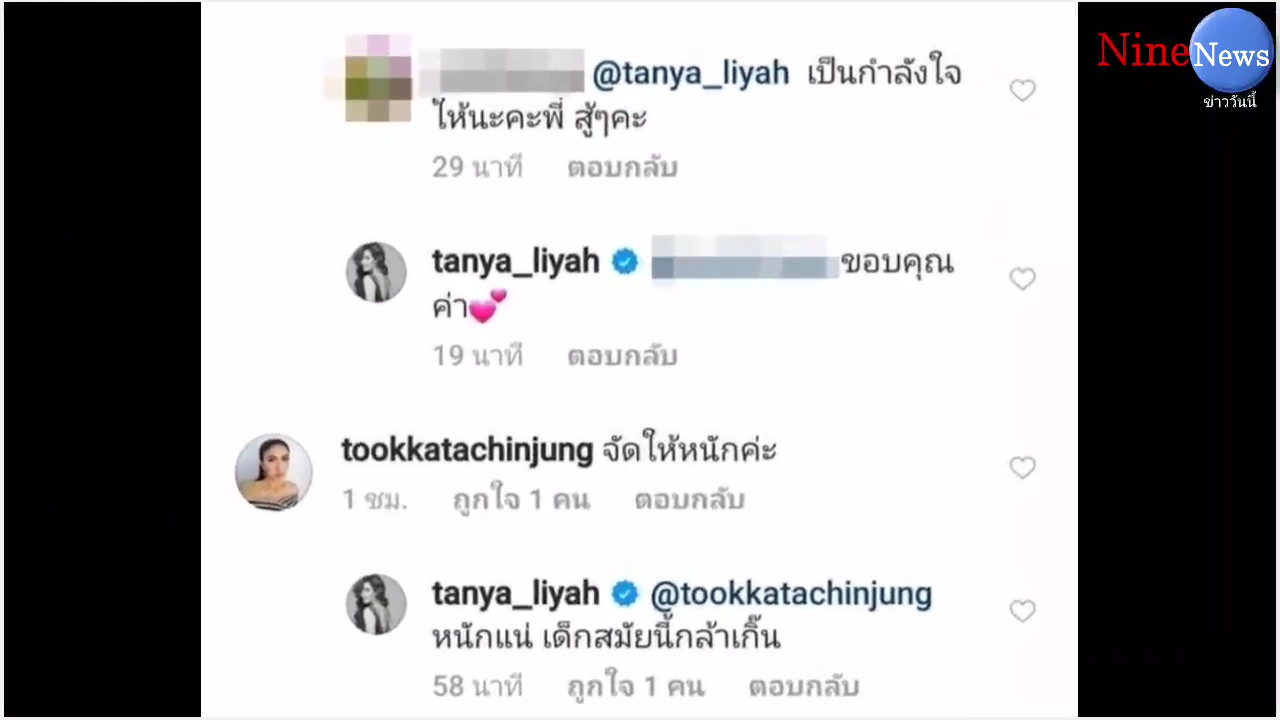 Nine News
ข่าววันนี้
@tanya_liyah เป็นกำลังใจ
ให้นะคะพี่ สู้ๆคะ
29 นาที ตอบกลับ
tanya_liyah ขอบคุณ
ค่า💕
19 นาที ตอบกลับ
tookkatachinjung จัดให้หนักค่ะ
1 ชม. ถูกใจ 1 คน ตอบกลับ
tanya_liyah @tookkatachinjung
หนักแน่ เด็กสมัยนี้กล้าเกิ๊น
58 นาที ถูกใจ 1 คน ตอบกลับ